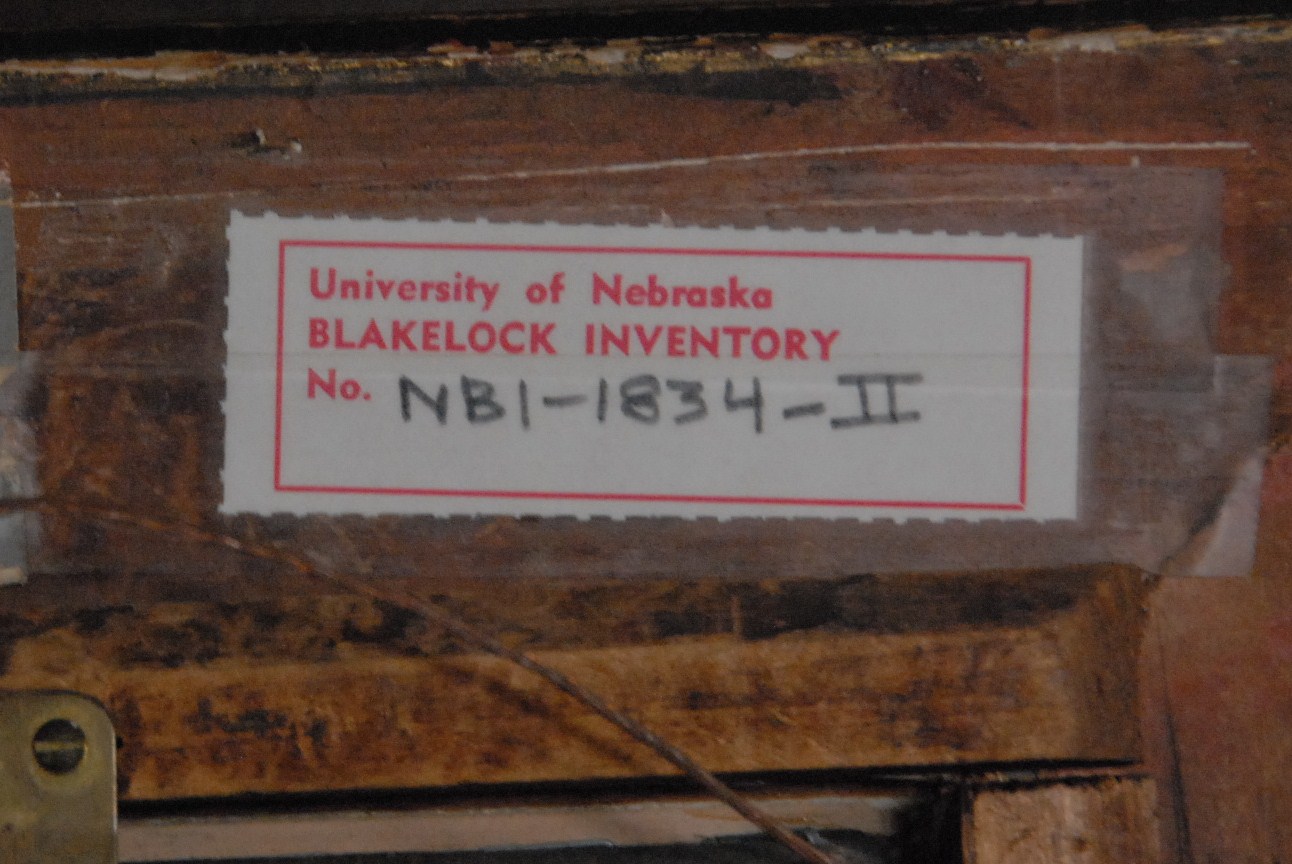 University of Nebraska
BLAKELOCK INVENTORY
No. NBI-1834-II